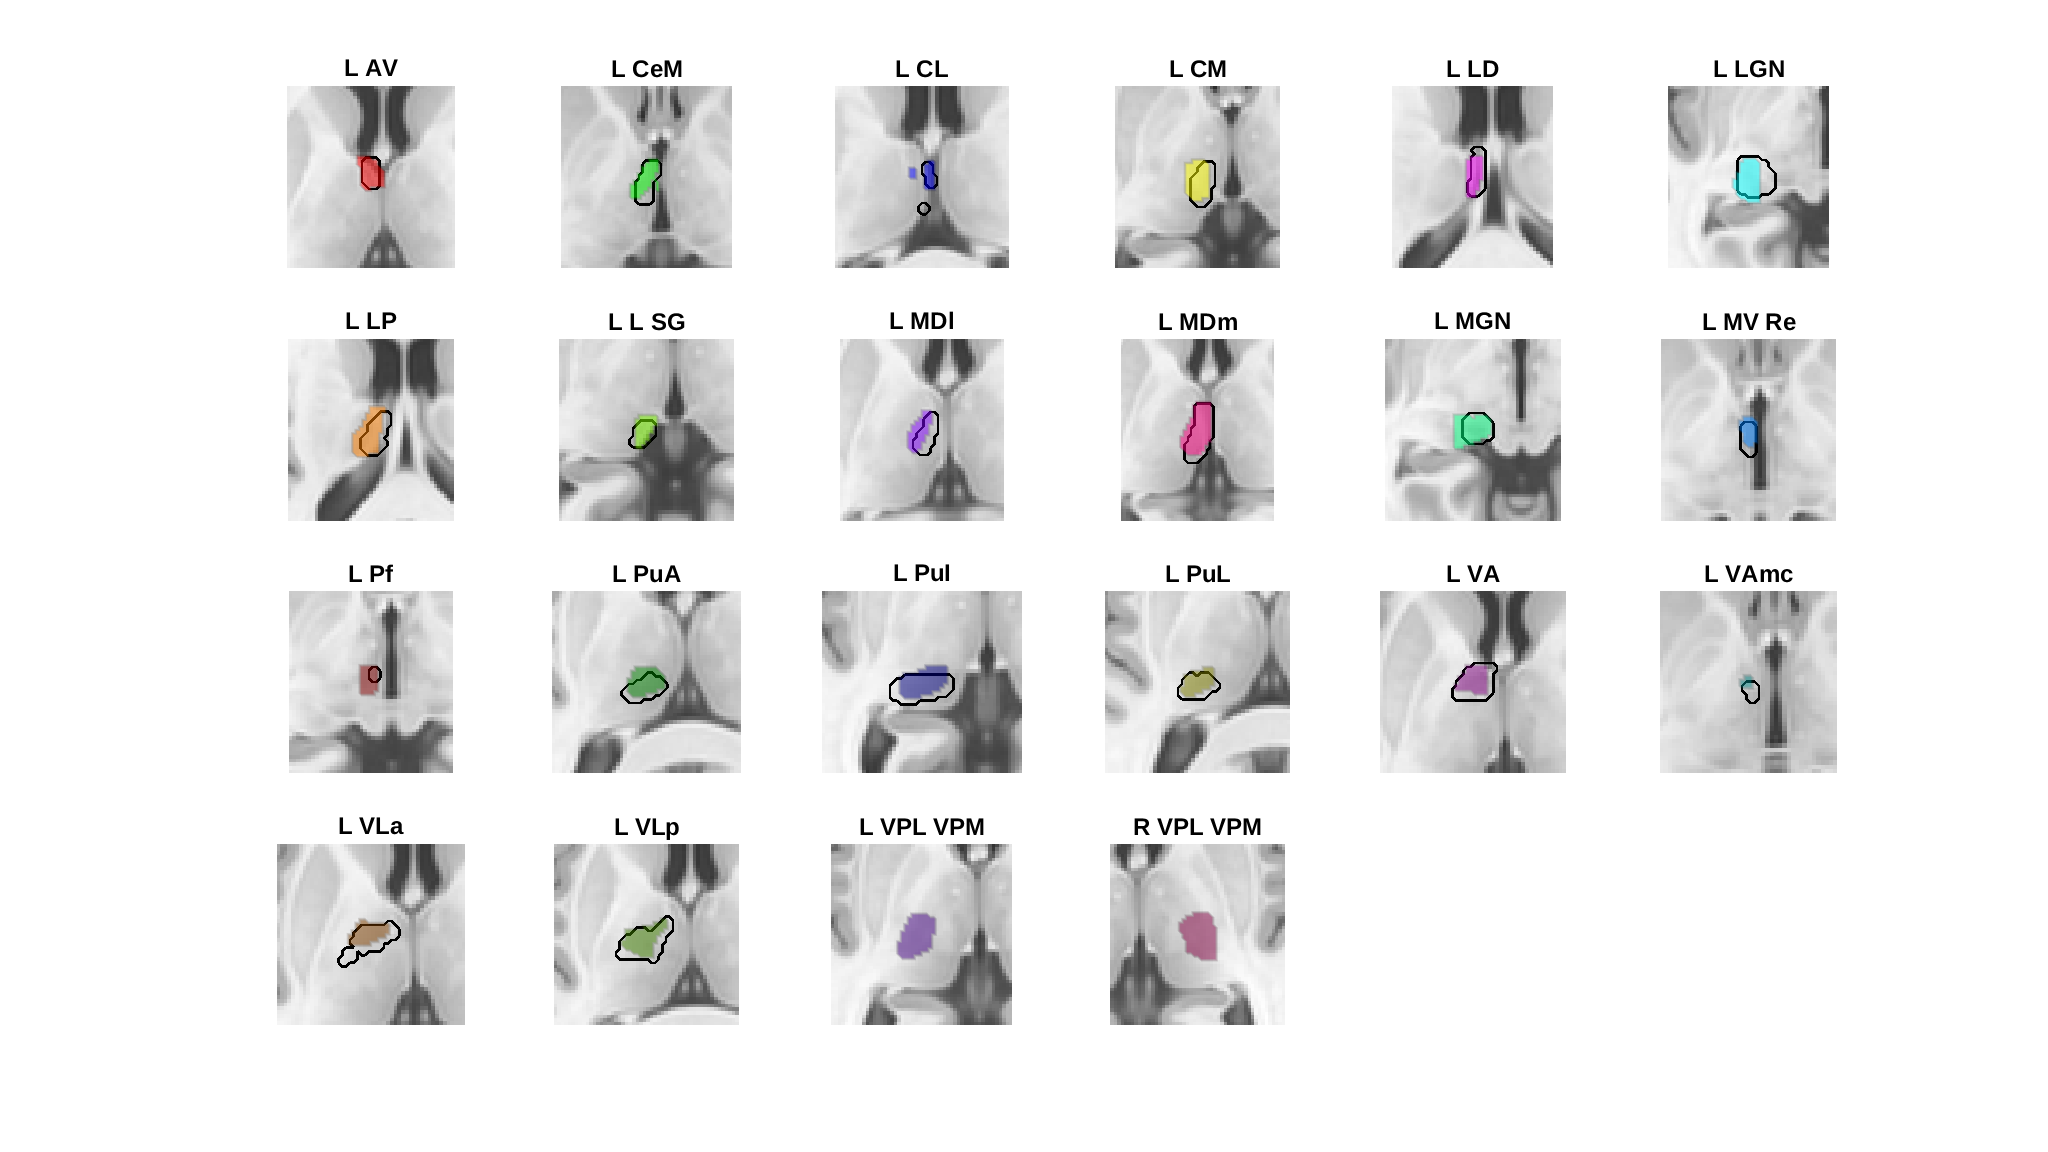 L AV
L CeM
L CL
L CM
L LD
L LGN
L LP
L L SG
L MDl
L MDm
L MGN
L MV Re
L Pf
L PuA
L PuI
L PuL
L VA
L VAmc
L VLa
L VLp
L VPL VPM
R VPL VPM